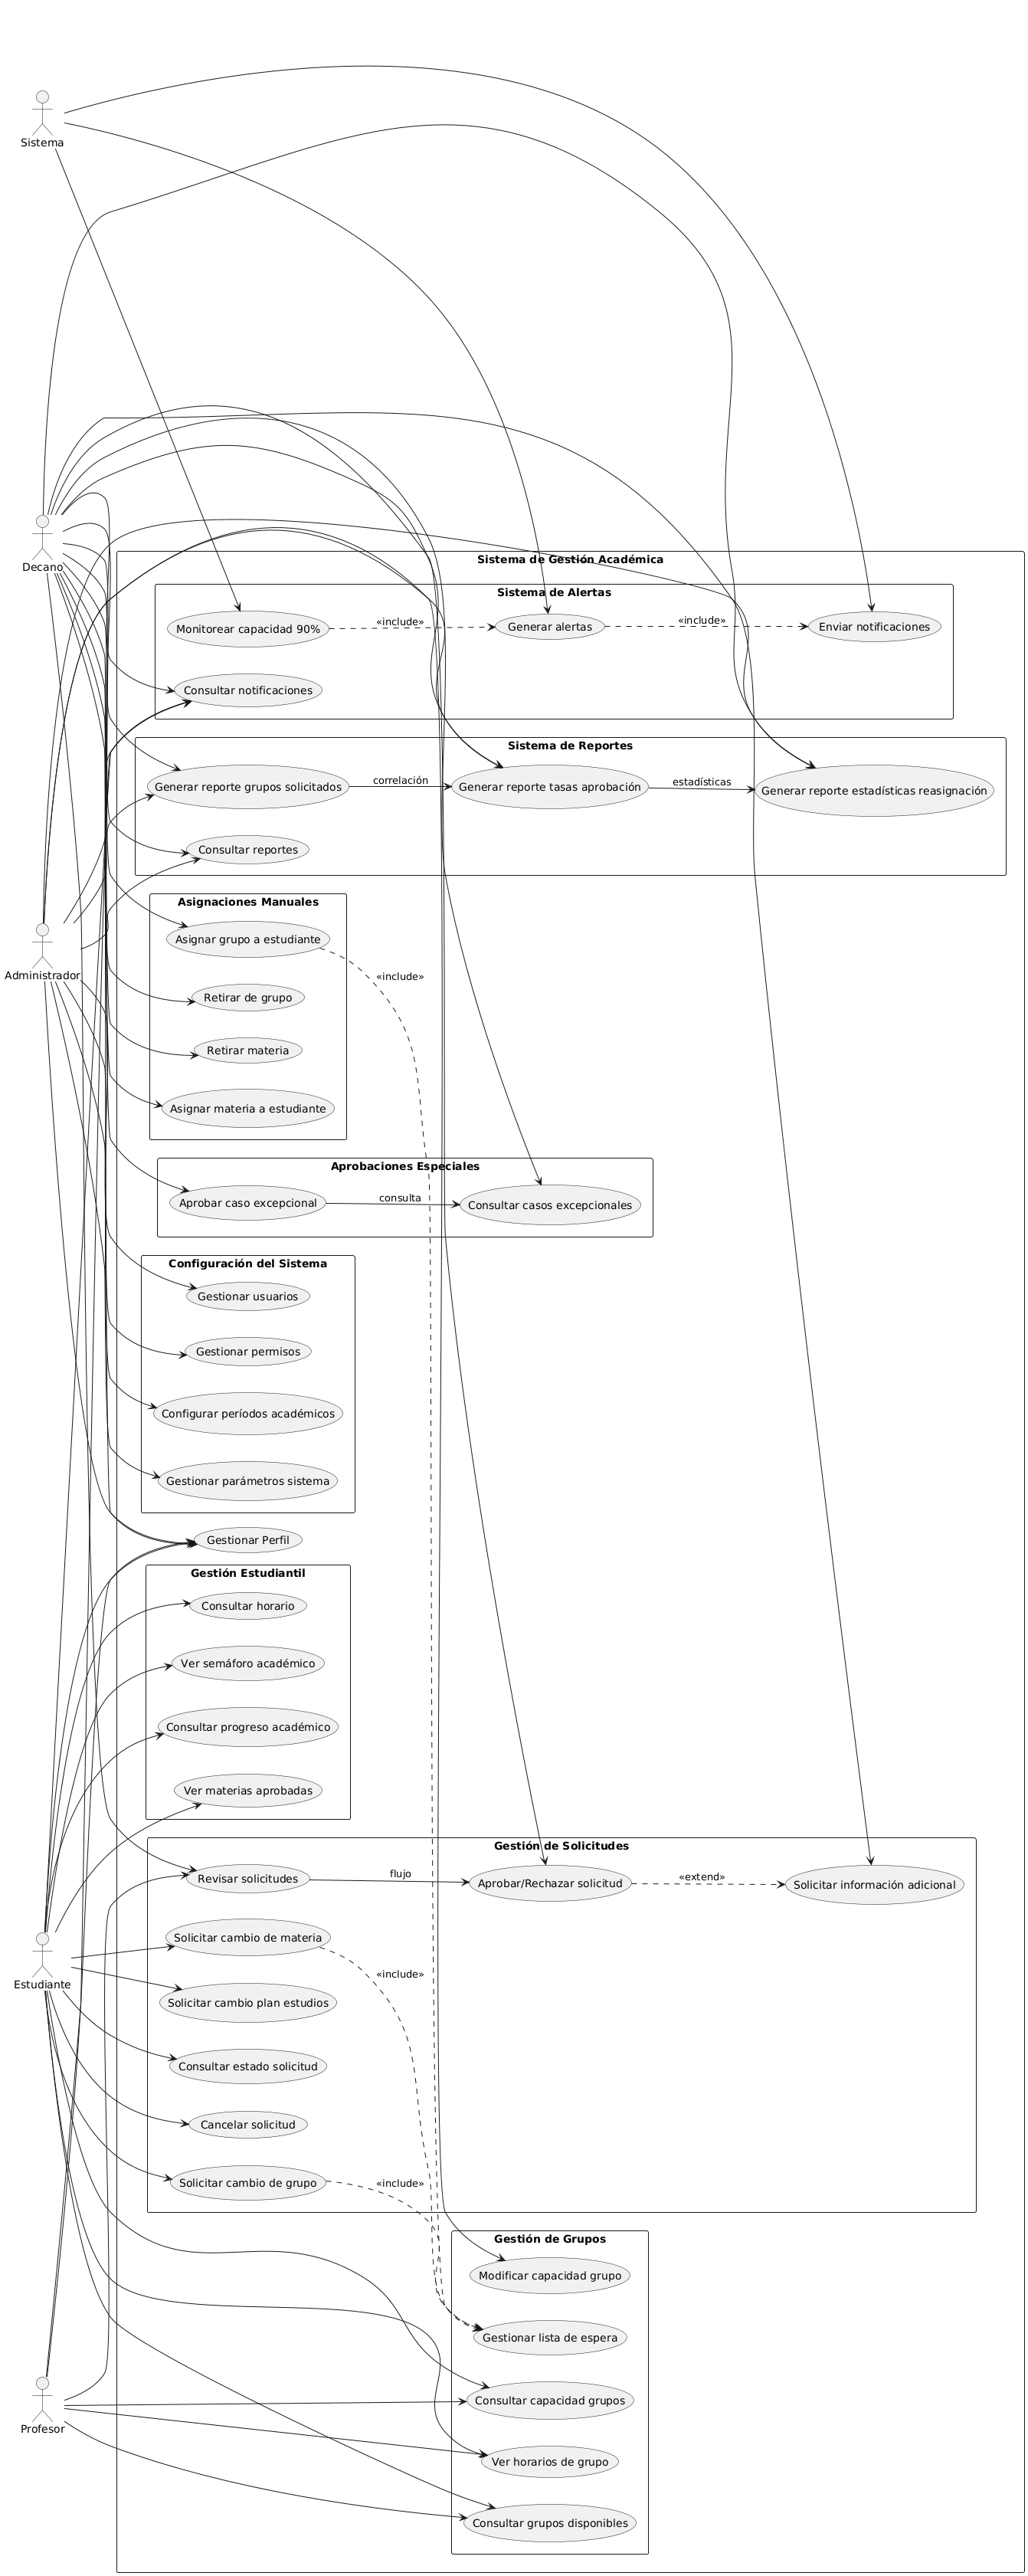 Sistema
Decano
Sistema de Gestión Académica
Sistema de Alertas
Monitorear capacidad 90%
«include»
Generar alertas
«include»
Enviar notificaciones
Consultar notificaciones
Sistema de Reportes
Generar reporte grupos solicitados
correlación
Generar reporte tasas aprobación
estadísticas
Generar reporte estadísticas reasignación
Consultar reportes
Asignaciones Manuales
Asignar grupo a estudiante
«include»
Administrador
Retirar de grupo
Retirar materia
Asignar materia a estudiante
Aprobaciones Especiales
Aprobar caso excepcional
consulta
Consultar casos excepcionales
Configuración del Sistema
Gestionar usuarios
Gestionar permisos
Configurar períodos académicos
Gestionar parámetros sistema
Gestionar Perfil
Gestión Estudiantil
Consultar horario
Ver semáforo académico
Consultar progreso académico
Ver materias aprobadas
Gestión de Solicitudes
Revisar solicitudes
flujo
Aprobar/Rechazar solicitud
«extend»
Solicitar información adicional
Solicitar cambio de materia
«include»
Estudiante
Solicitar cambio plan estudios
Consultar estado solicitud
Cancelar solicitud
Solicitar cambio de grupo
«include»
Gestión de Grupos
Modificar capacidad grupo
Gestionar lista de espera
Consultar capacidad grupos
Profesor
Ver horarios de grupo
Consultar grupos disponibles